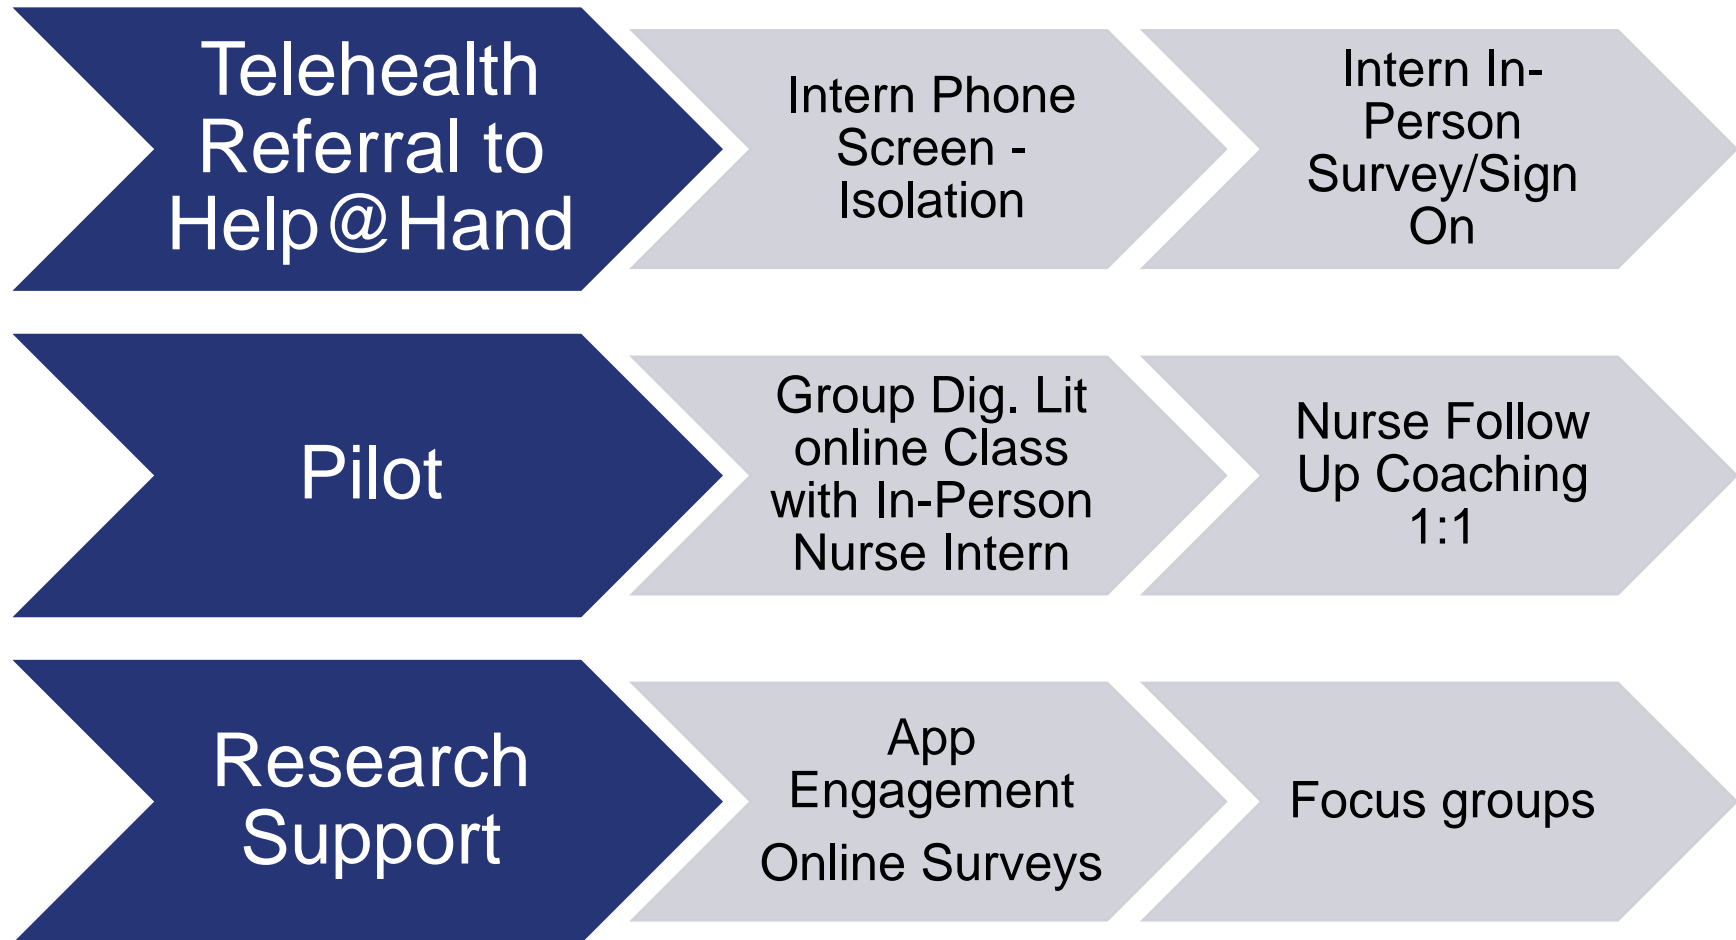 Telehealth
Referral to
Help@Hand
Intern Phone
Screen -
Isolation
Intern In-
Person
Survey/Sign
On
Pilot
Group Dig. Lit
online Class
with In-Person
Nurse Intern
Nurse Follow
Up Coaching
1:1
Research
Support
App
Engagement
Online Surveys
Focus groups